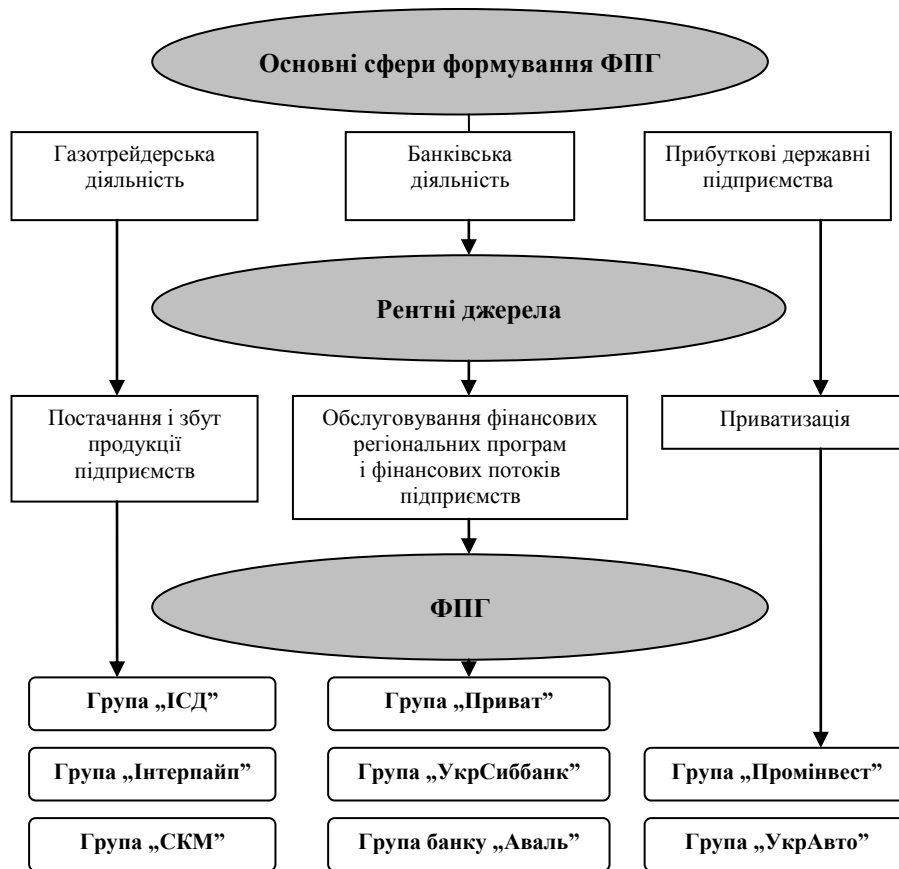 Основні сфери формування ФПГ
Газотрейдерська
діяльність
Банківська
діяльність
Прибуткові державні
підприємства
Рентні джерела
Постачання і збут
продукції
підприємств
Обслуговування фінансових
регіональних програм
і фінансових потоків
підприємств
Приватизація
ФПГ
Група „ІСД”
Група „Приват”
Група „Інтерпайп”
Група „УкрСиббанк”
Група „Промінвест”
Група „СКМ”
Група банку „Аваль”
Група „УкрАвто”